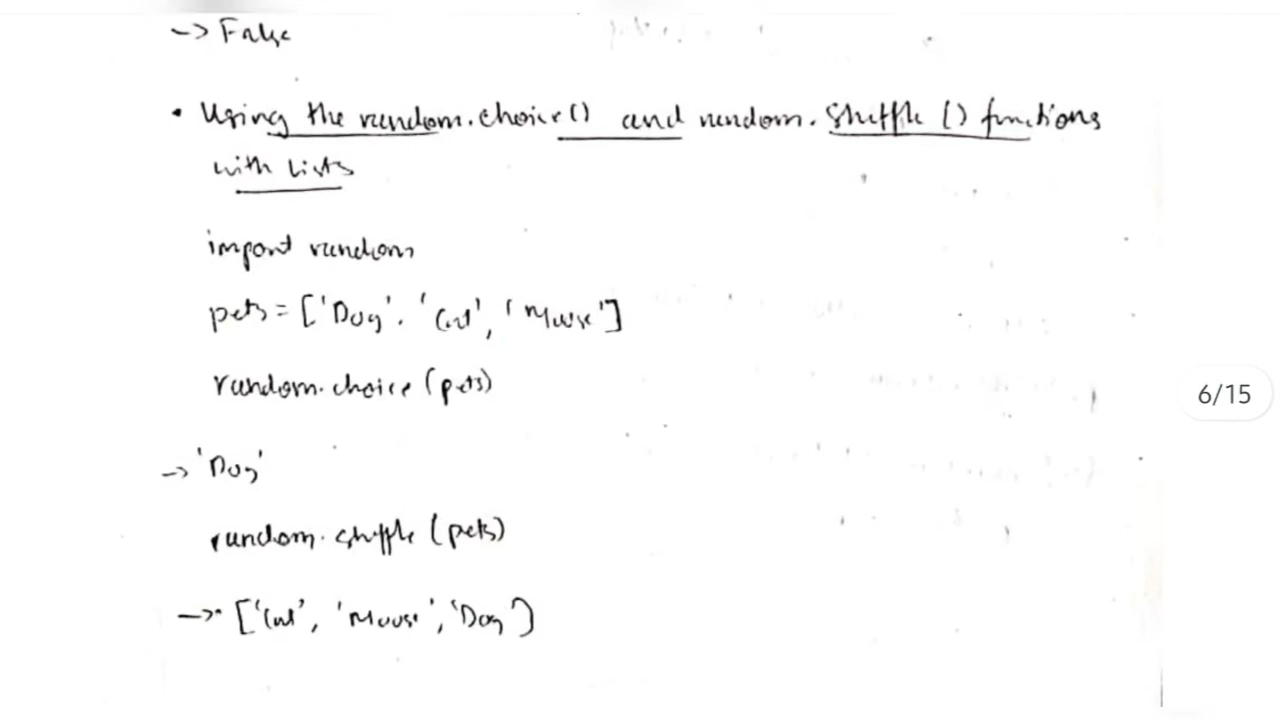 -> False
• Using the random.choice() and random.shuffle() functions
with Lists
import random
pets = ['Dog'. 'Cat', 'Mouse']
random.choice(pets)
-> 'Dog'
random.shuffle(pets)
-> ['Cat', 'Mouse', 'Dog']
6/15